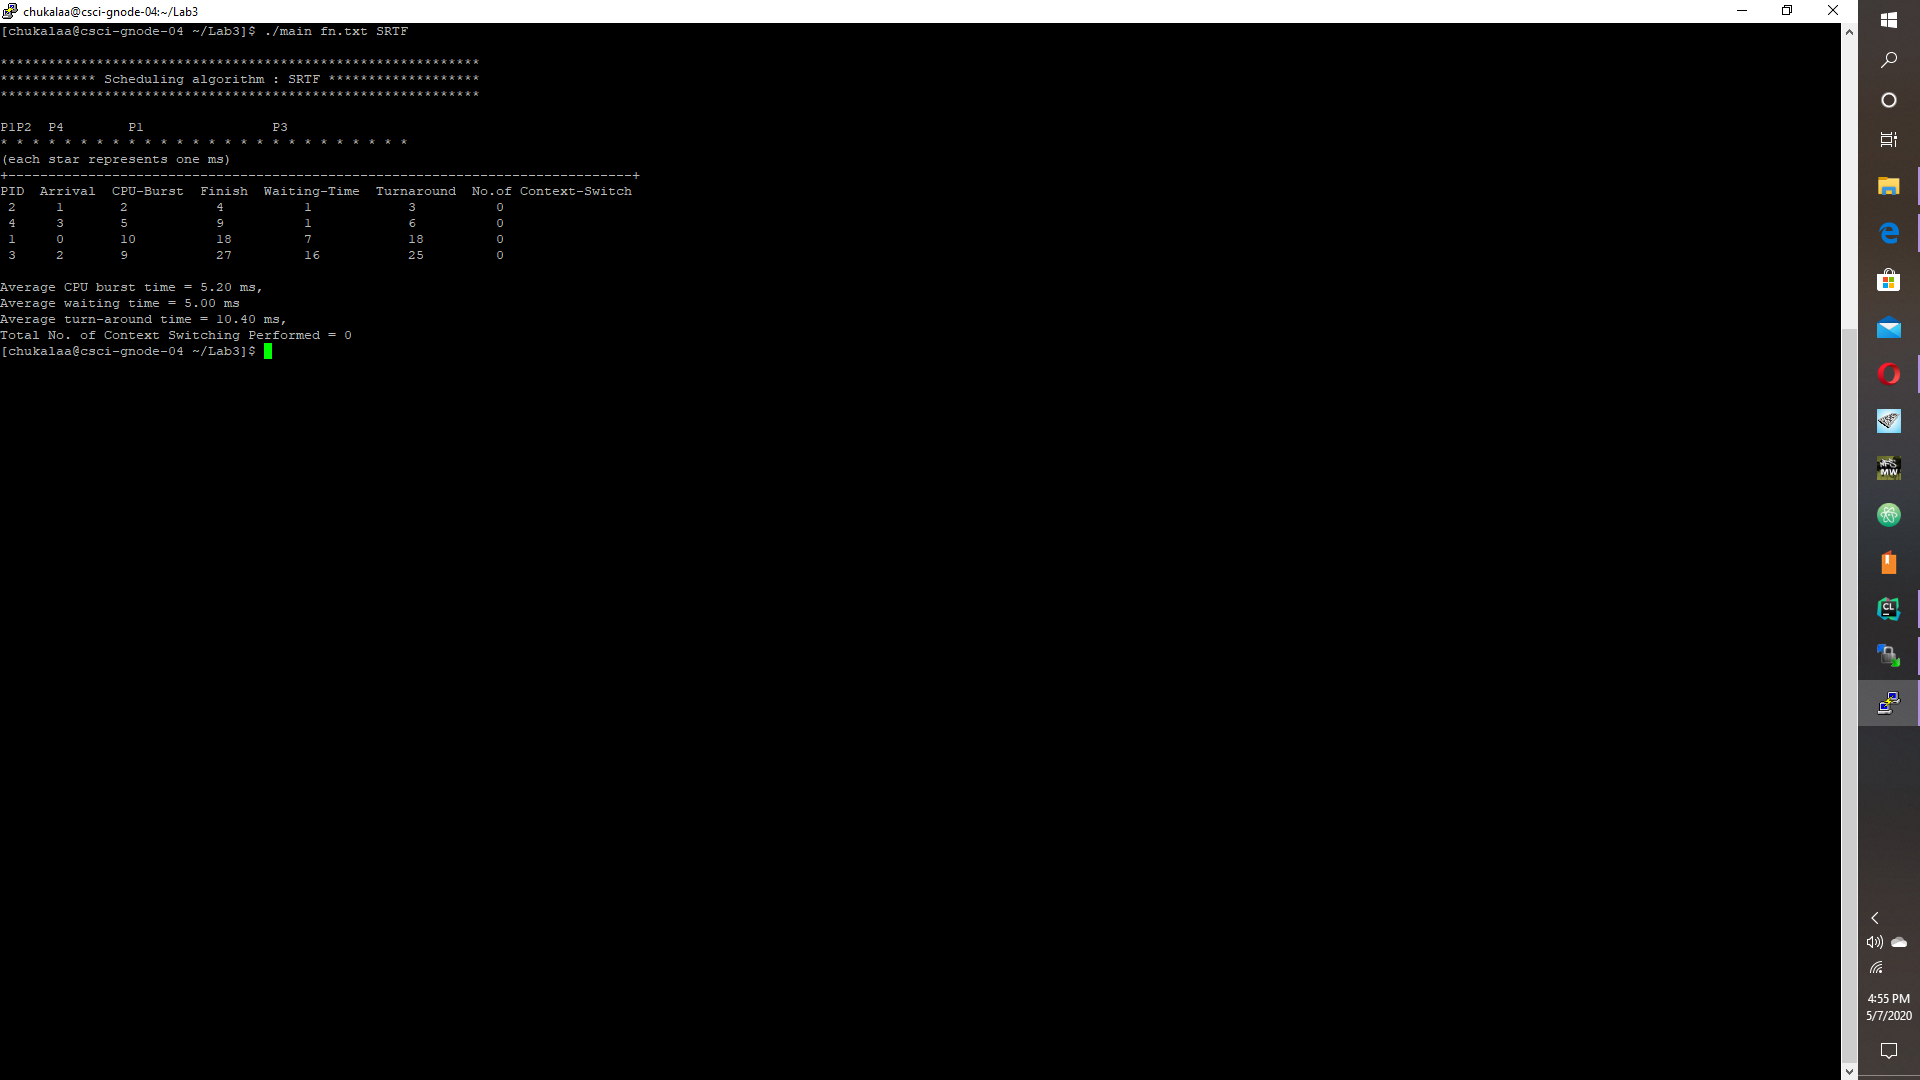 chukalaa@csci-gnode-04:~/Lab3
[chukalaa@csci-gnode-04 ~/Lab3]$ ./main fn.txt SRTF
************************************************************
************ Scheduling algorithm : SRTF *******************
************************************************************
P1P2  P4        P1                P3
* * * * * * * * * * * * * * * * * * * * * * * * * *
(each star represents one ms)
+------------------------------------------------------------------------------+
PID  Arrival  CPU-Burst  Finish  Waiting-Time  Turnaround  No.of Context-Switch
2 1 2 4 1 3 0
4 3 5 9 1 6 0
1 0 10 18 7 18 0
3 2 9 27 16 25 0
Average CPU burst time = 5.20 ms,
Average waiting time = 5.00 ms
Average turn-around time = 10.40 ms,
Total No. of Context Switching Performed = 0
[chukalaa@csci-gnode-04 ~/Lab3]$
MW
CL
4:55 PM
5/7/2020